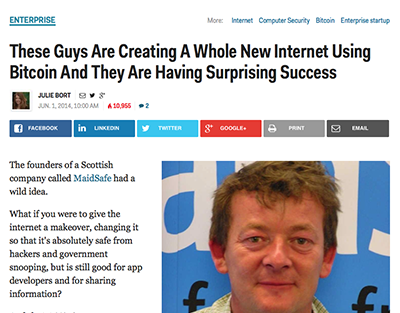 ENTERPRISE
More: Internet Computer Security Bitcoin Enterprise startup
These Guys Are Creating A Whole New Internet Using
Bitcoin And They Are Having Surprising Success
JULIE BORT
JUN. 1, 2014, 10:00 AM 10,955 2
FACEBOOK LINKEDIN TWITTER GOOGLE+ PRINT EMAIL
The founders of a Scottish
company called MaidSafe had a
wild idea.
What if you were to give the
internet a makeover, changing it
so that it's absolutely safe from
hackers and government
snooping, but is still good for app
developers and for sharing
information?